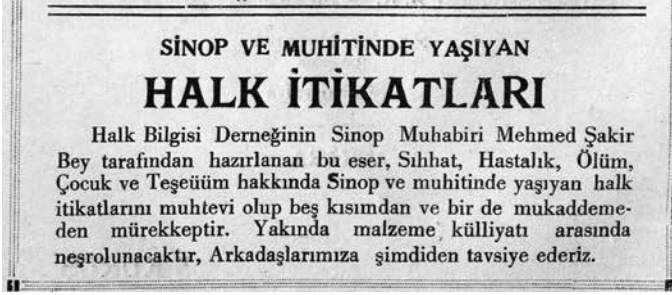 SİNOP VE MUHİTİNDE YAŞIYAN
HALK İTİKATLARI
Halk Bilgisi Derneğinin Sinop Muhabiri Mehmed Şakir
Bey tarafından hazırlanan bu eser, Sıhhat, Hastalık, Ölüm,
Çocuk ve Teşeüüm hakkında Sinop ve muhitinde yaşıyan halk
itikatlarını muhtevi olup beş kısımdan ve bir de mukaddeme-
den mürekkeptir. Yakında malzeme külliyatı arasında
neşrolunacaktır, Arkadaşlarımıza şimdiden tavsiye ederiz.